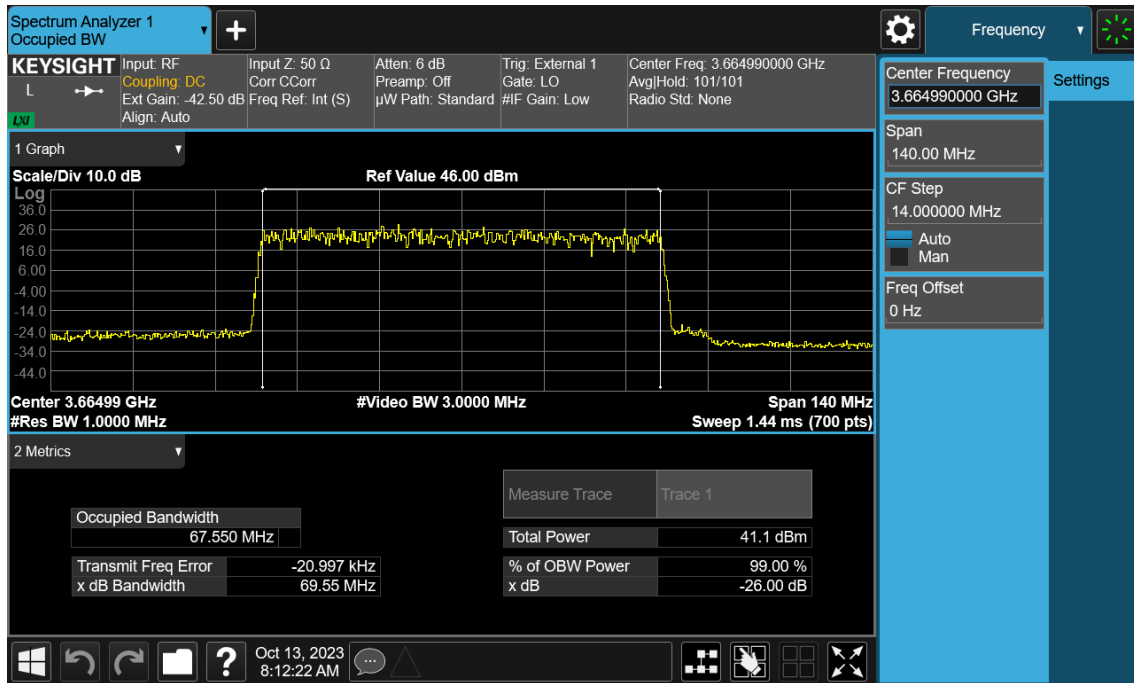 Spectrum Analyzer 1
Occupied BW
Frequency
KEYSIGHT
L
LXI
Input: RF
Coupling: DC
Ext Gain: -42.50 dB
Align: Auto
Input Z: 50 Ω
Corr CCorr
Freq Ref: Int (S)
Atten: 6 dB
Preamp: Off
µW Path: Standard
Trig: External 1
Gate: LO
#IF Gain: Low
Center Freq: 3.664990000 GHz
Avg|Hold: 101/101
Radio Std: None
Center Frequency
3.664990000 GHz
Settings
Span
140.00 MHz
CF Step
14.000000 MHz
Auto
Man
Freq Offset
0 Hz
1 Graph
Scale/Div 10.0 dB
Ref Value 46.00 dBm
Log
36.0
26.0
16.0
6.00
-4.00
-14.0
-24.0
-34.0
-44.0
Center 3.66499 GHz
#Video BW 3.0000 MHz
Span 140 MHz
#Res BW 1.0000 MHz
Sweep 1.44 ms (700 pts)
2 Metrics
Measure Trace
Trace 1
Occupied Bandwidth
67.550 MHz
Total Power
41.1 dBm
Transmit Freq Error
-20.997 kHz
% of OBW Power
99.00 %
x dB Bandwidth
69.55 MHz
x dB
-26.00 dB
?
Oct 13, 2023
8:12:22 AM